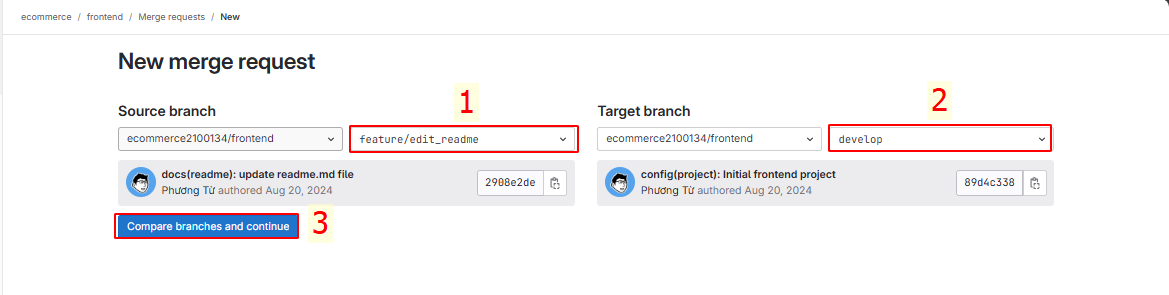 ecommerce / frontend / Merge requests / New
New merge request
1
2
Source branch
Target branch
ecommerce2100134/frontend
feature/edit_readme
ecommerce2100134/frontend
develop
docs(readme): update readme.md file
Phương Từ authored Aug 20, 2024
2908e2de
config(project): Initial frontend project
Phương Từ authored Aug 20, 2024
89d4c338
Compare branches and continue
3